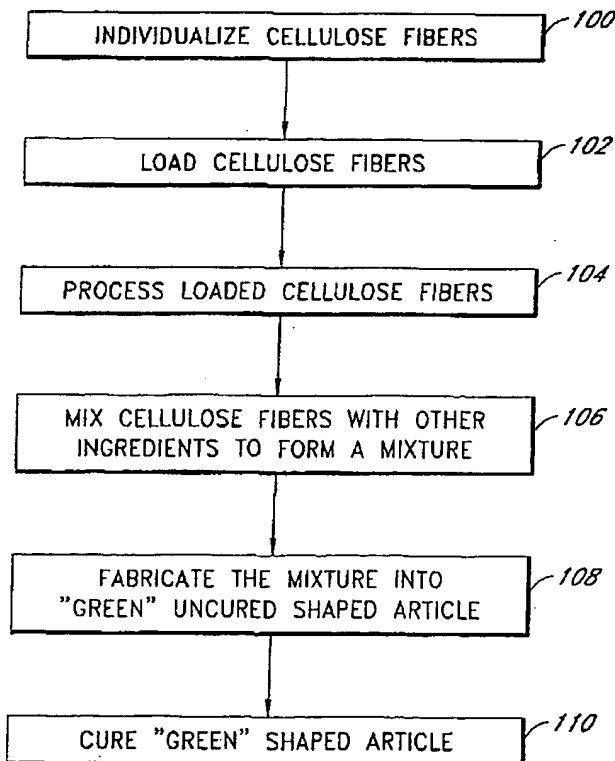 INDIVIDUALIZE CELLULOSE FIBERS
100
LOAD CELLULOSE FIBERS
102
PROCESS LOADED CELLULOSE FIBERS
104
MIX CELLULOSE FIBERS WITH OTHER
INGREDIENTS TO FORM A MIXTURE
106
FABRICATE THE MIXTURE INTO
"GREEN" UNCURED SHAPED ARTICLE
108
CURE "GREEN" SHAPED ARTICLE
110